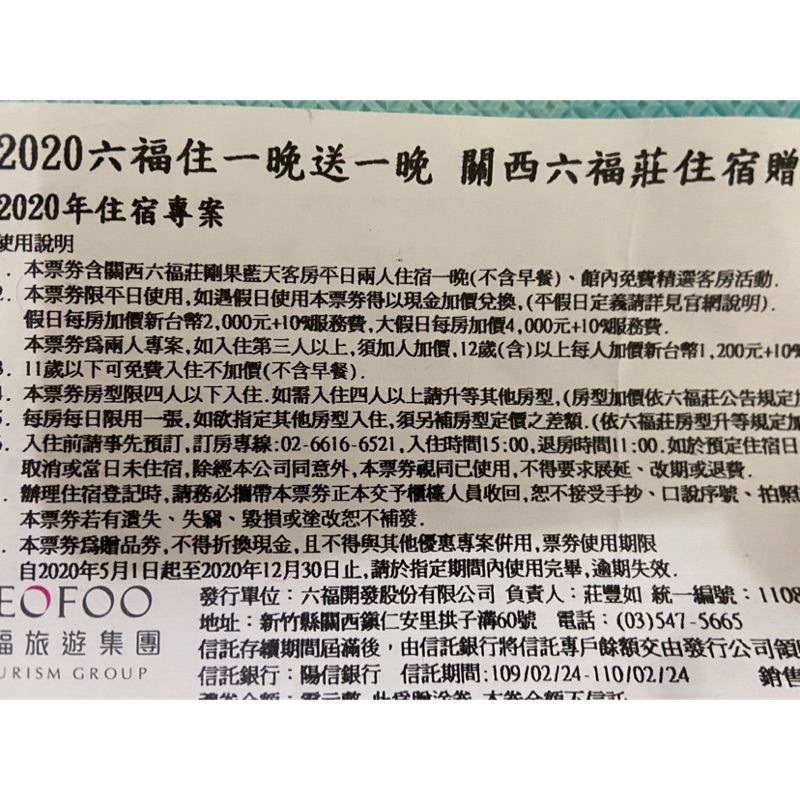 2020六福住一晚送一晚 關西六福莊住宿贈
2020年住宿專案
使用說明
. 本票券含關西六福莊剛果藍天客房平日兩人住宿一晚(不含早餐)、館內免費精選客房活動.
2. 本票券限平日使用,如遇假日使用本票券得以現金加價兌換,(平假日定義請詳見官網說明).
假日每房加價新台幣2,000元+10%服務費,大假日每房加價4,000元+10%服務費.
本票券為兩人專案,如入住第三人以上,須加人加價,12歲(含)以上每人加價新台幣1,200元+10%
3. 11歲以下可免費入住不加價(不含早餐).
4. 本票券房型限四人以下入住.如需入住四人以上請升等其他房型,(房型加價依六福莊公告規定
5. 每房每日限用一張,如欲指定其他房型入住,須另補房型定價之差額.(依六福莊房型升等規定
6. 入住前請事先預訂,訂房專線:02-6616-6521,入住時間15:00,退房時間11:00.如於預定住宿日
取消或當日未住宿,除經本公司同意外,本票券視同已使用,不得要求展延、改期或退費.
. 辦理住宿登記時,請務必攜帶本票券正本交予櫃檯人員收回,恕不接受手抄、口說序號、拍照
本票券若有遺失、失竊、毀損或塗改恕不補發.
. 本票券為贈品券,不得折換現金,且不得與其他優惠專案併用,票券使用期限
自2020年5月1日起至2020年12月30日止,請於指定期間內使用完畢,逾期失效.
EOFOO
福旅遊集團
URISM GROUP
發行單位：六福開發股份有限公司 負責人：莊豐如 統一編號：1108
地址：新竹縣關西鎮仁安里拱子溝60號 電話：(03)547-5665
信託存續期間屆滿後，由信託銀行將信託專戶餘額交由發行公司領
信託銀行：陽信銀行 信託期間:109/02/24-110/02/24 銷售